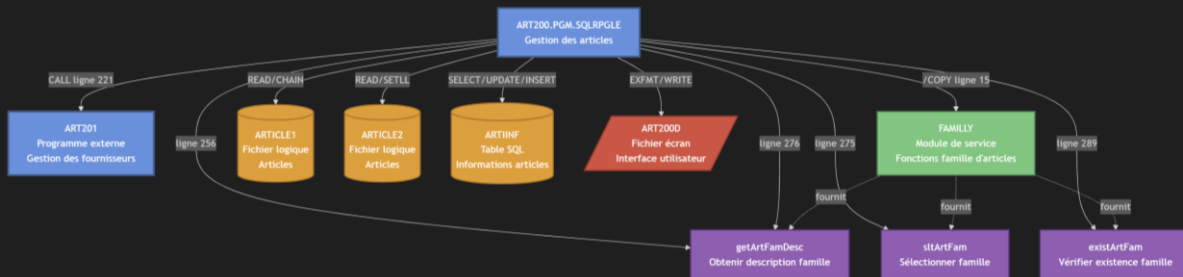 ART200.PGM.SQLRPGLE
Gestion des articles
CALL ligne 221
READ/CHAIN
READ/SETLL
SELECT/UPDATE/INSERT
EXFMT/WRITE
/COPY ligne 15
ART201
Programme externe
Gestion des fournisseurs
ligne 256
ARTICLE1
Fichier logique
Articles
ARTICLE2
Fichier logique
Articles
ARTIINF
Table SQL
Informations articles
ART200D
Fichier écran
Interface utilisateur
ligne 276
ligne 275
FAMILLY
Module de service
Fonctions famille d'articles
ligne 289
fournit
fournit
fournit
getArtFamDesc
Obtenir description famille
sltArtFam
Sélectionner famille
existArtFam
Vérifier existence famille